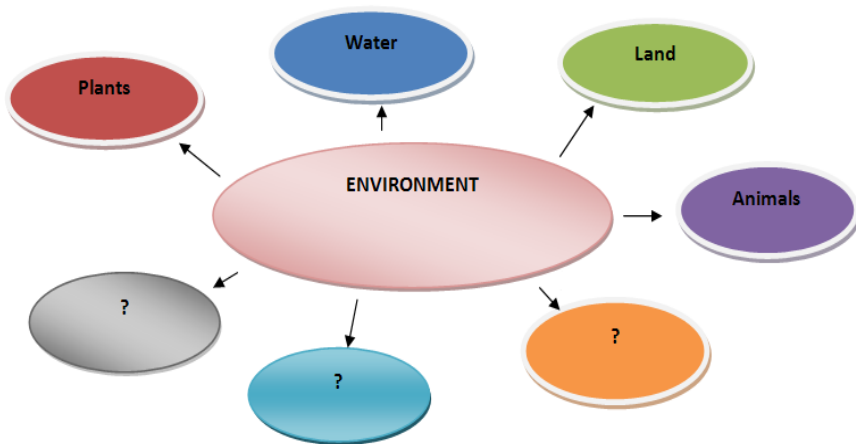 Water
Land
Plants
ENVIRONMENT
Animals
?
?
?